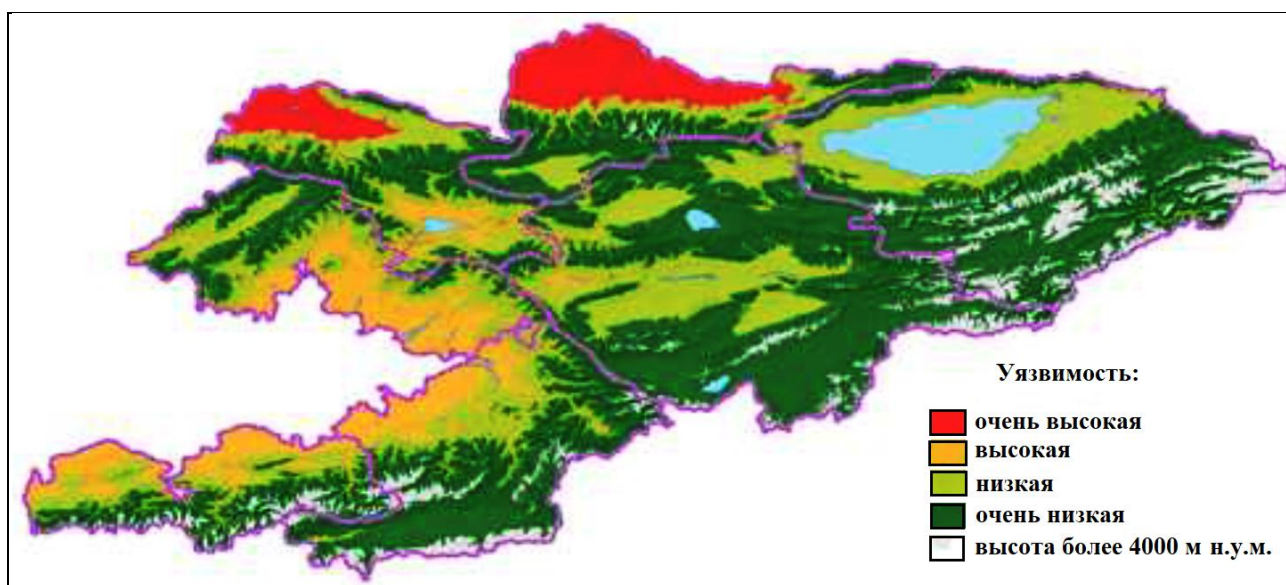 Уязвимость:
очень высокая
высокая
низкая
очень низкая
высота более 4000 м н.у.м.